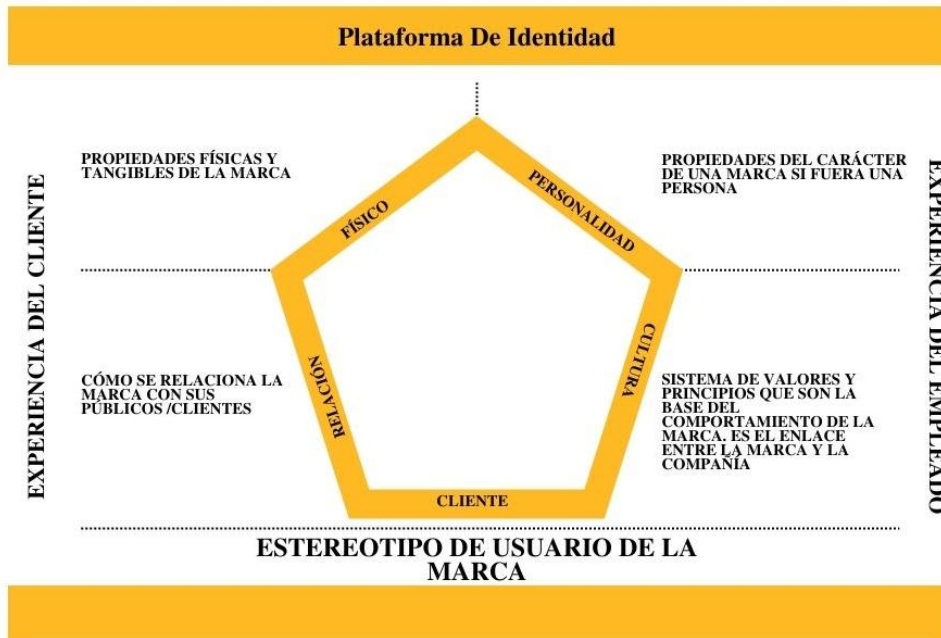 Plataforma De Identidad
EXPERIENCIA DEL CLIENTE
PROPIEDADES FÍSICAS Y
TANGIBLES DE LA MARCA
FÍSICO
PERSONALIDAD
PROPIEDADES DEL CARÁCTER
DE UNA MARCA SI FUERA UNA
PERSONA
EXPERIENCIA DEL EMPLEADO
CÓMO SE RELACIONA LA
MARCA CON SUS
PÚBLICOS /CLIENTES
RELACIÓN
CULTURA
SISTEMA DE VALORES Y
PRINCIPIOS QUE SON LA
BASE DEL
COMPORTAMIENTO DE LA
MARCA. ES EL ENLACE
ENTRE LA MARCA Y LA
COMPAÑÍA
CLIENTE
ESTEREOTIPO DE USUARIO DE LA
MARCA